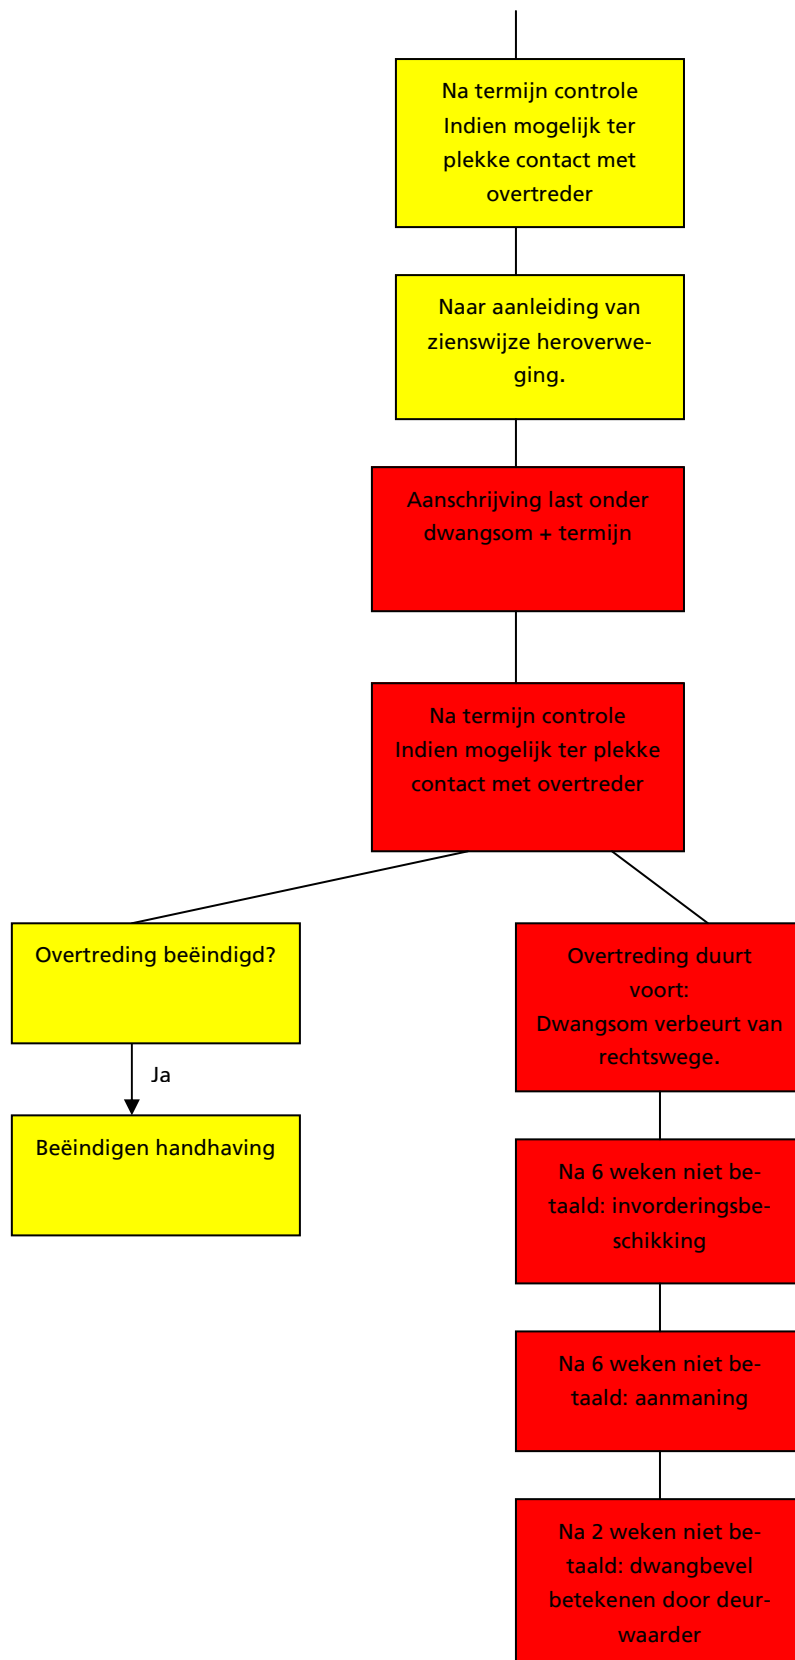 Na termijn controle
Indien mogelijk ter
plekke contact met
overtreder
Naar aanleiding van
zienswijze heroverwe-
ging.
Aanschrijving last onder
dwangsom + termijn
Na termijn controle
Indien mogelijk ter plekke
contact met overtreder
Overtreding beëindigd?
Ja
Beëindigen handhaving
Overtreding duurt
voort:
Dwangsom verbeurt van
rechtswege.
Na 6 weken niet be-
taald: invorderingsbe-
schikking
Na 6 weken niet be-
taald: aanmaning
Na 2 weken niet be-
taald: dwangbevel
betekenen door deur-
waarder